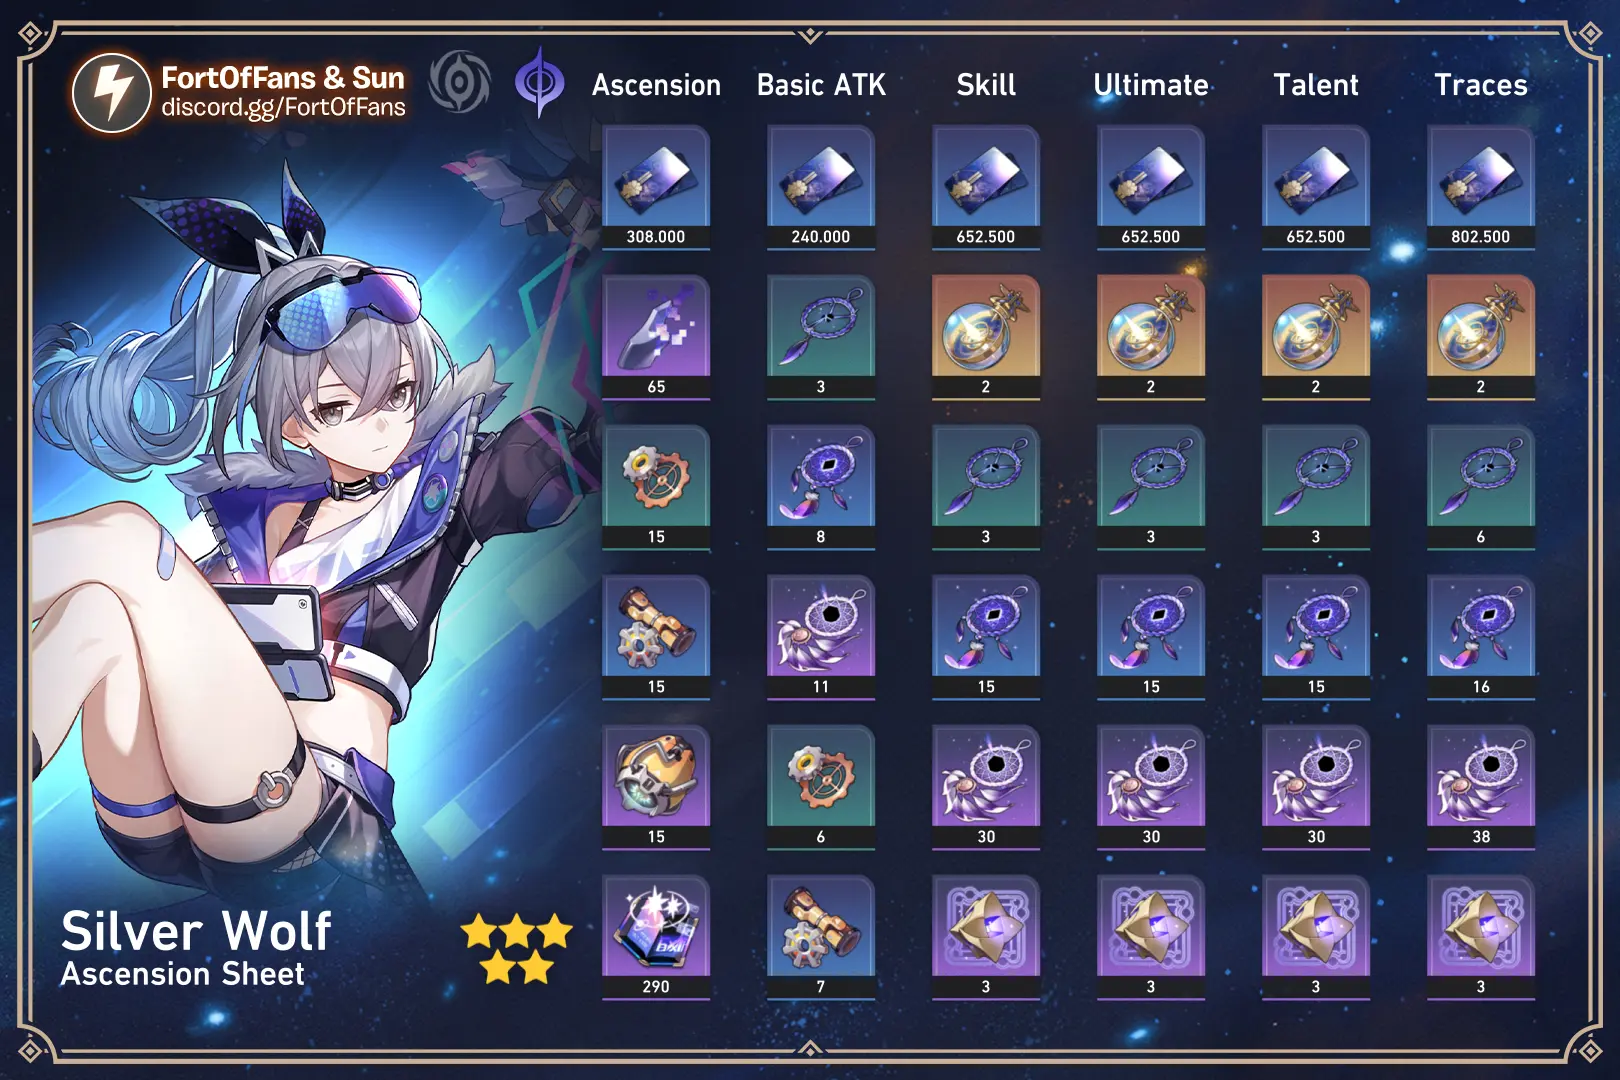 FortOfFans & Sun
discord.gg/FortOfFans
Ascension Basic ATK Skill Ultimate Talent Traces
308.000 240.000 652.500 652.500 652.500 802.500
65 3 2 2 2 2
15 8 3 3 3 6
15 11 15 15 15 16
15 6 30 30 30 38
290 7 3 3 3 3
Silver Wolf
Ascension Sheet